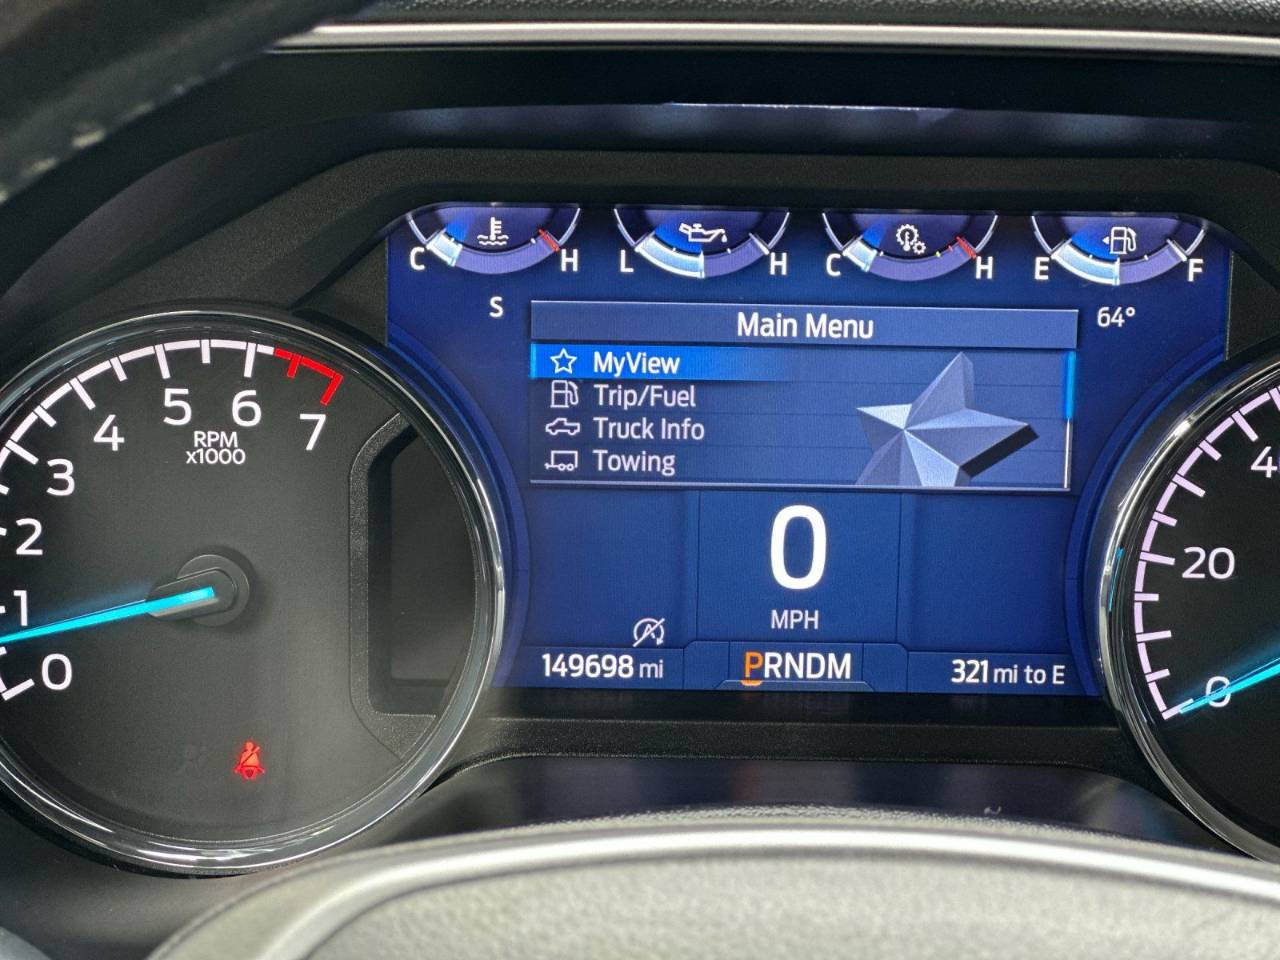 C H L H C H E F
S
64°
Main Menu
MyView
Trip/Fuel
Truck Info
Towing
0
MPH
149698 mi
PRNDM
321 mi to E
0
1
2
3
4
5
6
7
RPM
x1000
A
0
20